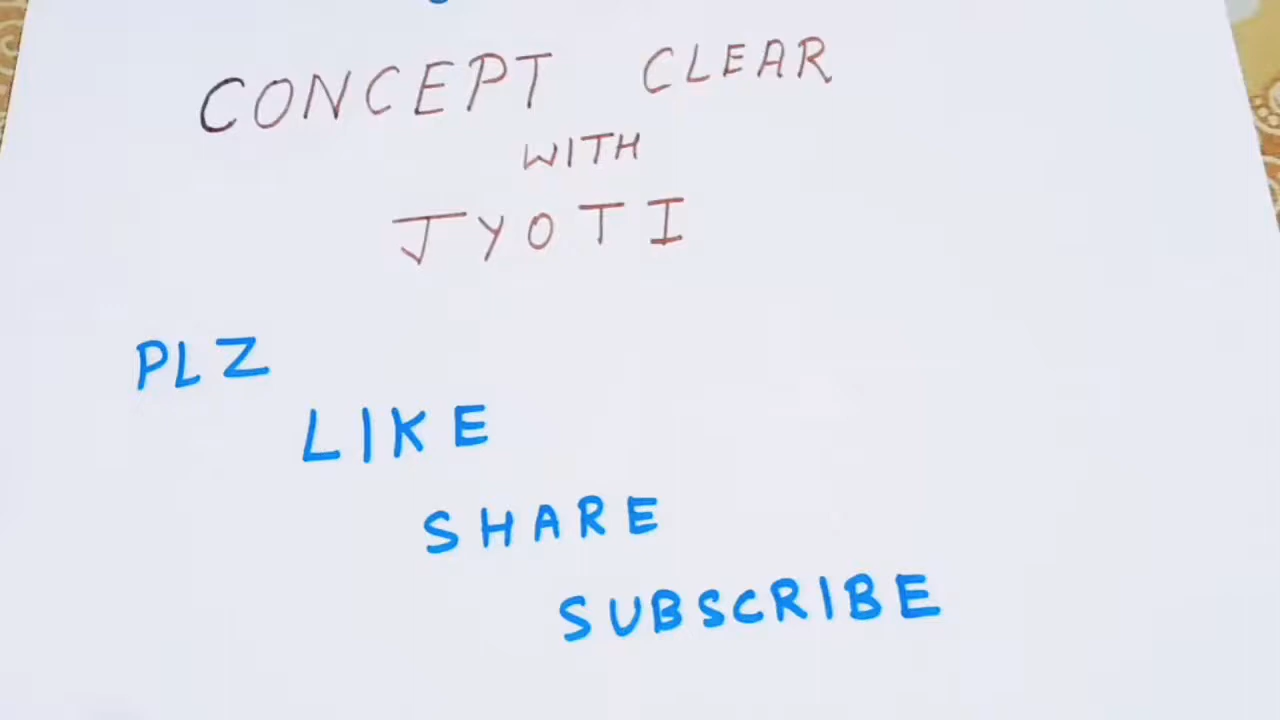 CONCEPT CLEAR
WITH
JYOTI
PLZ
LIKE
SHARE
SUBSCRIBE